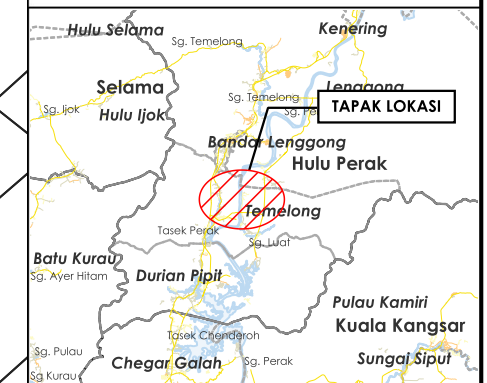 Hulu Selama
Kenering
Sg. Temelong
Selama
Lenggong
Sg. Temelong
TAPAK LOKASI
Sg. Ijok
Hulu Ijok
Sg. Pe
Bandar Lenggong
Hulu Perak
Temelong
Tasek Perak
Sg. Luat
Batu Kurau
Sg. Ayer Hitam
Durian Pipit
Pulau Kamiri
Kuala Kangsar
Tasek Chenderoh
Sg. Pulau
Chegar Galah
Sg. Perak
Sungai Siput
Sg Kurau